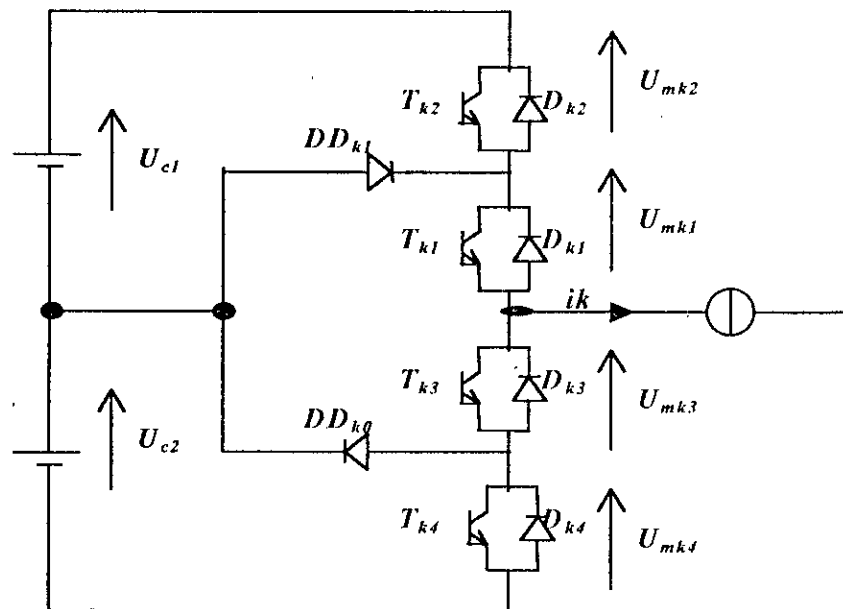 T_k2 D_k2 U_mk2
U_c1 DD_k1
T_k1 D_k1 U_mk1
ik
T_k3 D_k3 U_mk3
U_c2 DD_k0
T_k4 D_k4 U_mk4